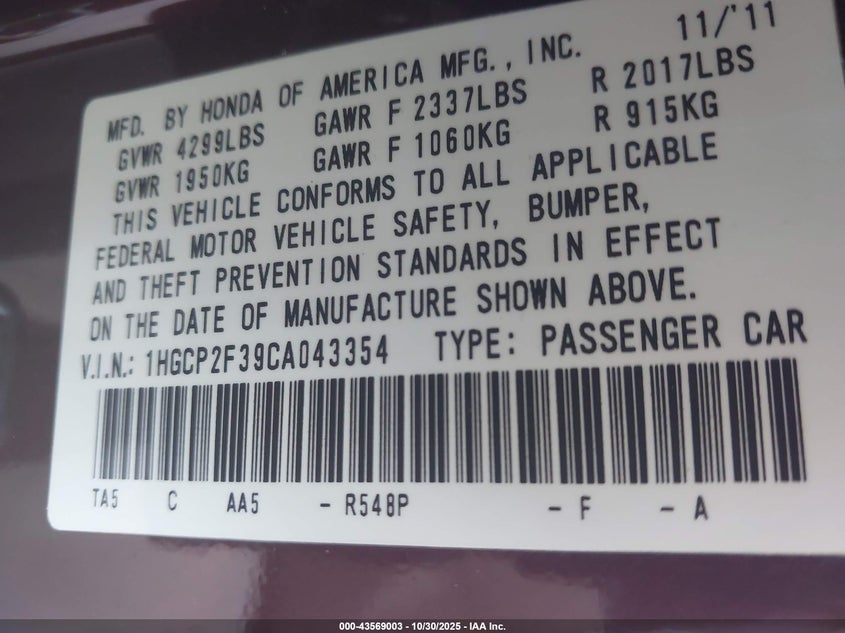 11/'11
MFD. BY HONDA OF AMERICA MFG., INC.
GVWR 4299LBS GAWR F 2337LBS R 2017LBS
GVWR 1950KG GAWR F 1060KG R 915KG
THIS VEHICLE CONFORMS TO ALL APPLICABLE
FEDERAL MOTOR VEHICLE SAFETY, BUMPER,
AND THEFT PREVENTION STANDARDS IN EFFECT
ON THE DATE OF MANUFACTURE SHOWN ABOVE.
V.I.N.: 1HGCP2F39CA043354 TYPE: PASSENGER CAR
TA5 C AA5 - R548P - F - A
000-43569003 - 10/30/2025 - IAA Inc.